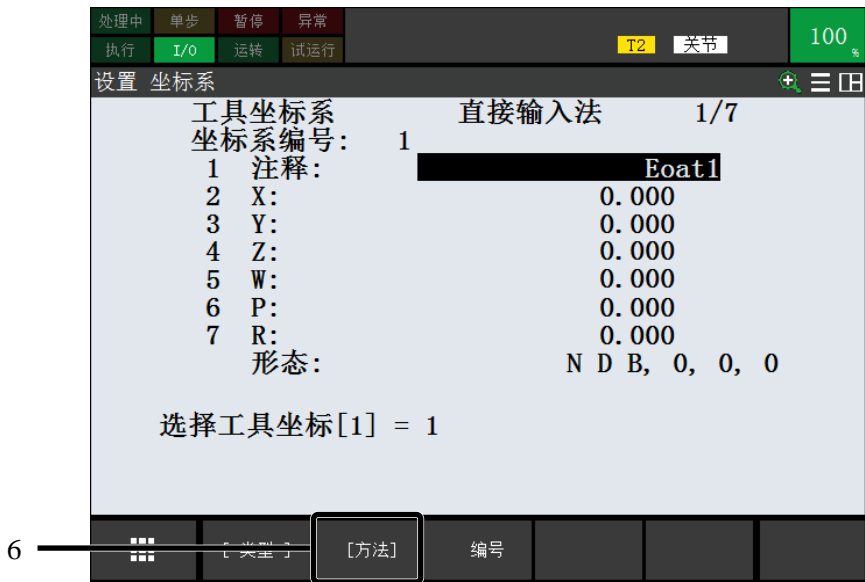 处理中 单步 暂停 异常
执行 I/O 运转 试运行 T2 关节 100%
设置 坐标系
工具坐标系 直接输入法 1/7
坐标系编号: 1
1 注释: Eoat1
2 X: 0.000
3 Y: 0.000
4 Z: 0.000
5 W: 0.000
6 P: 0.000
7 R: 0.000
形态: N D B, 0, 0, 0
选择工具坐标[1] = 1
6 [ 类型 ] [方法] 编号